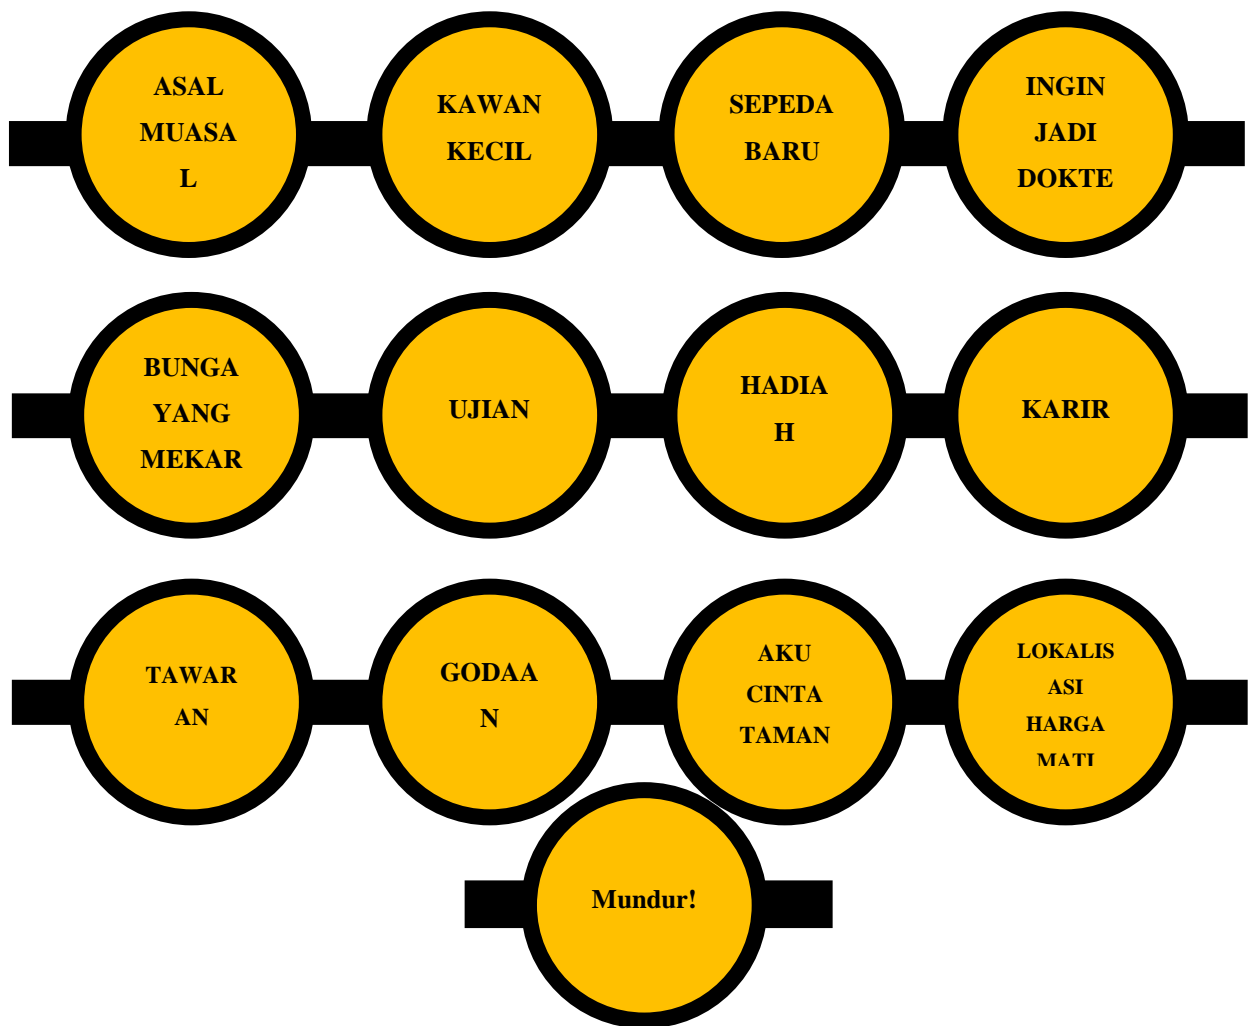 ASAL
MUASA
L
KAWAN
KECIL
SEPEDA
BARU
INGIN
JADI
DOKTE
BUNGA
YANG
MEKAR
UJIAN
HADIA
H
KARIR
TAWAR
AN
GODAA
N
AKU
CINTA
TAMAN
LOKALIS
ASI
HARGA
MATI
Mundur!